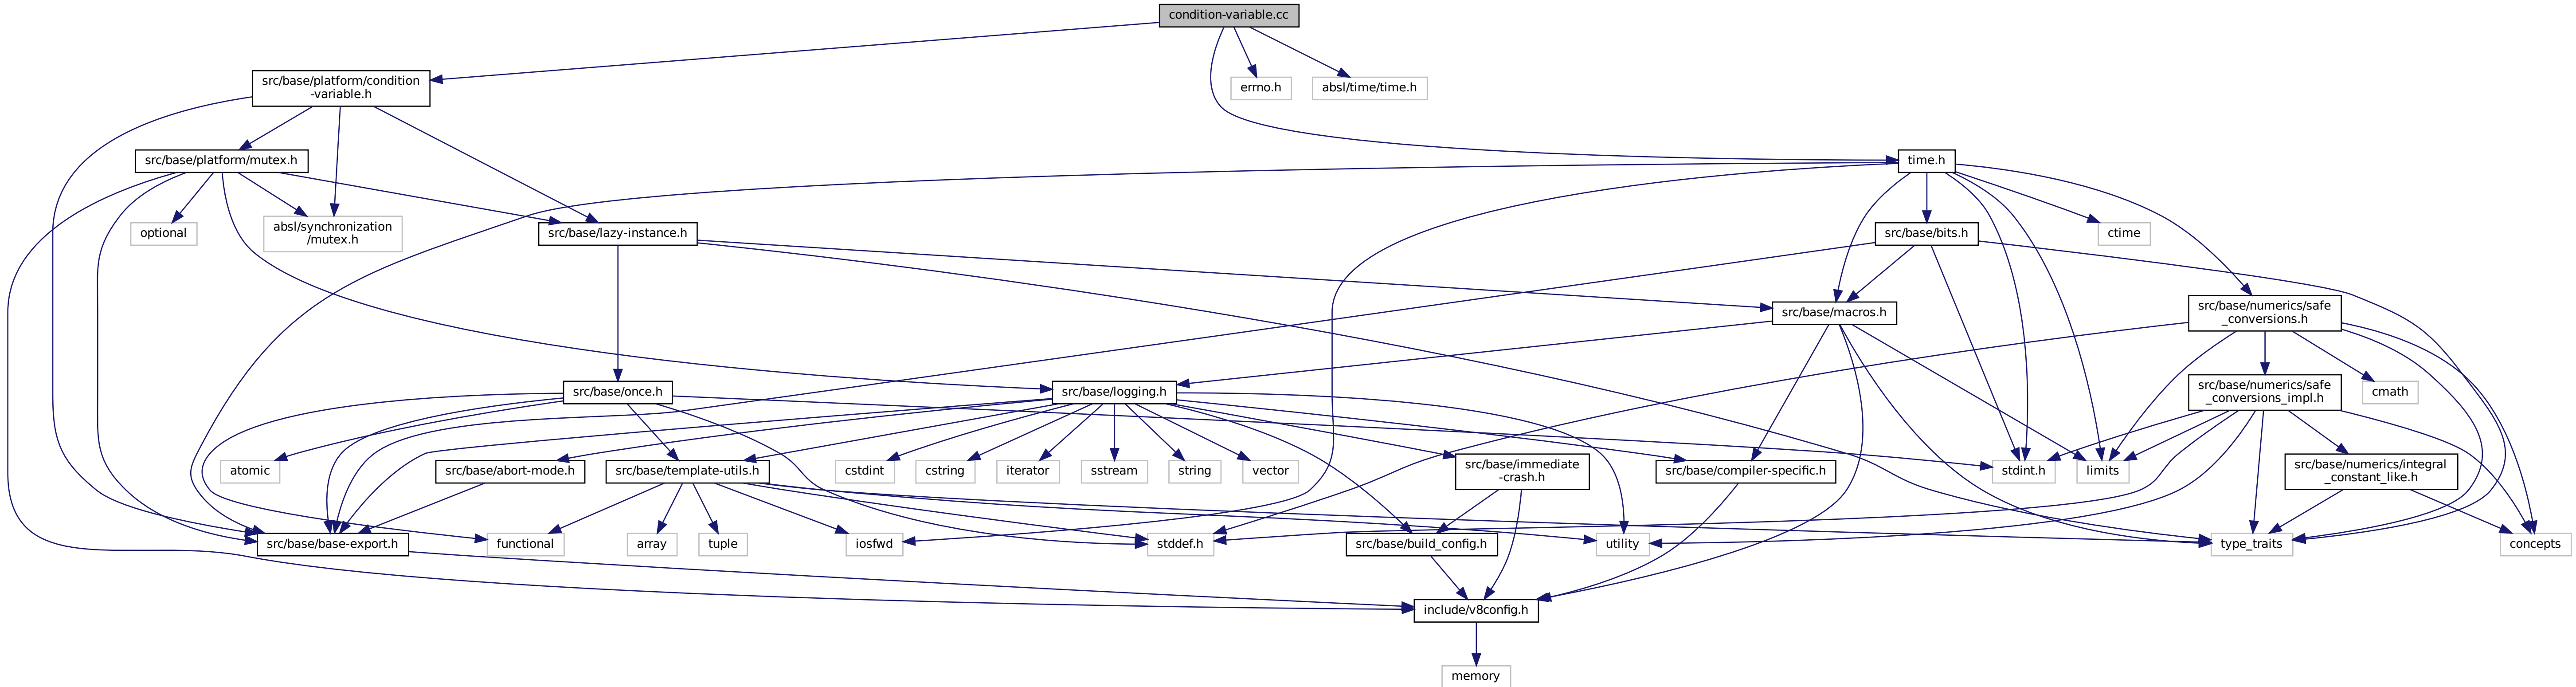 condition-variable.cc
src/base/platform/condition
-variable.h
errno.h
absl/time/time.h
src/base/platform/mutex.h
time.h
optional
absl/synchronization
/mutex.h
src/base/lazy-instance.h
src/base/bits.h
ctime
src/base/macros.h
src/base/numerics/safe
_conversions.h
src/base/once.h
src/base/logging.h
src/base/numerics/safe
_conversions_impl.h
cmath
atomic
src/base/abort-mode.h
src/base/template-utils.h
cstdint
cstring
iterator
sstream
string
vector
src/base/immediate
-crash.h
src/base/compiler-specific.h
stdint.h
limits
src/base/numerics/integral
_constant_like.h
src/base/base-export.h
functional
array
tuple
iosfwd
stddef.h
src/base/build_config.h
utility
type_traits
concepts
include/v8config.h
memory